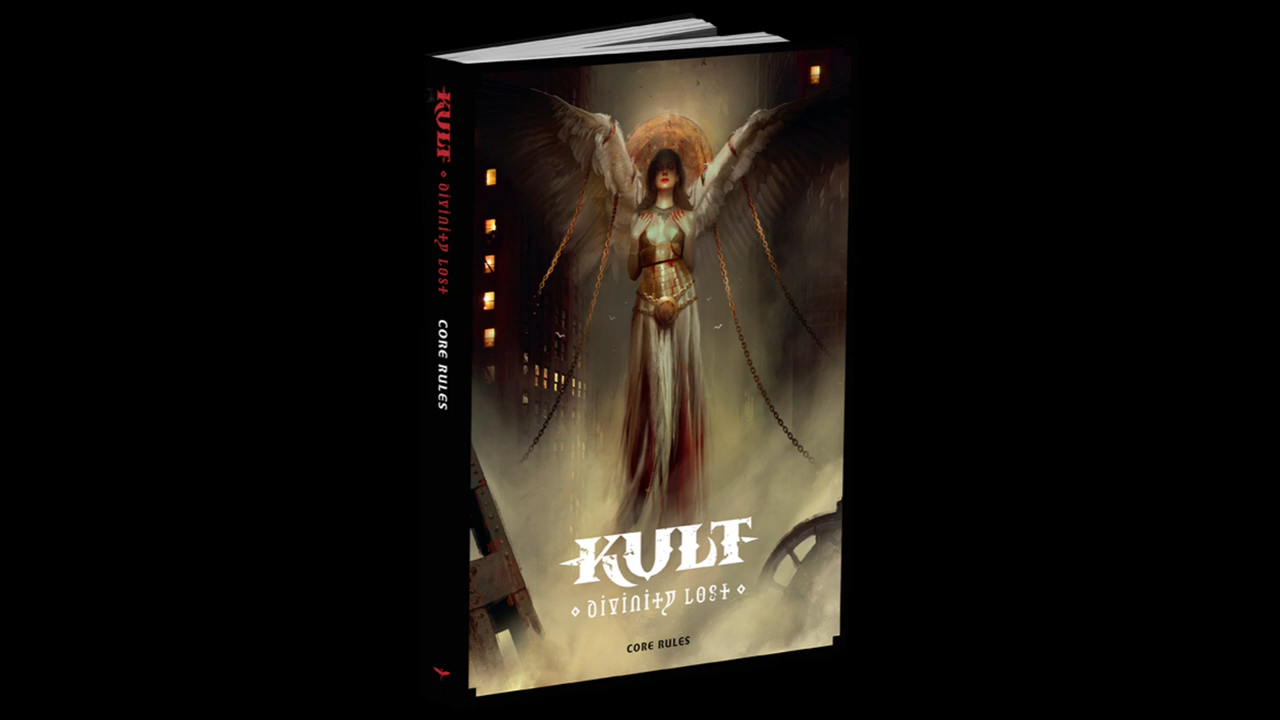 KULT ⋄ DIVINITY LOST CORE RULES
KULT
⋄ DIVINITY LOST ⋄
CORE RULES